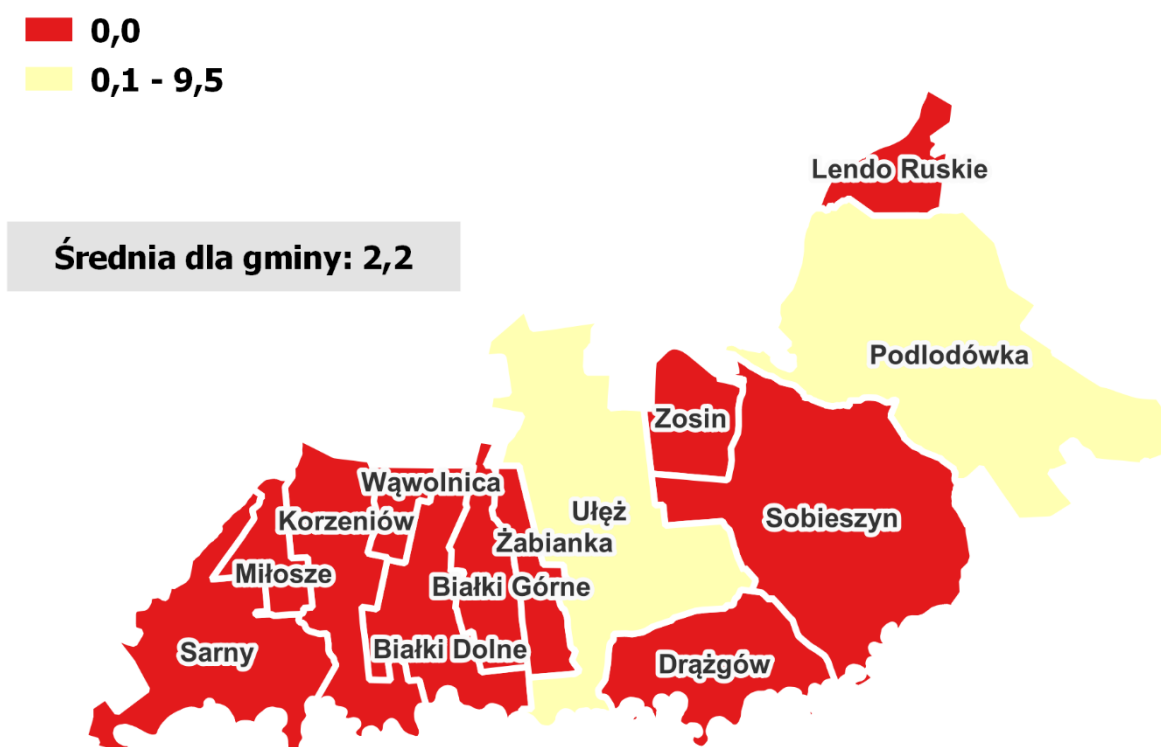 0,0
0,1 - 9,5
Lendo Ruskie
Średnia dla gminy: 2,2
Podlodówka
Zosin
Wąwolnica
Ułęż
Korzeniów
Sobieszyn
Żabianka
Miłosze
Białki Górne
Sarny
Białki Dolne
Drążgów